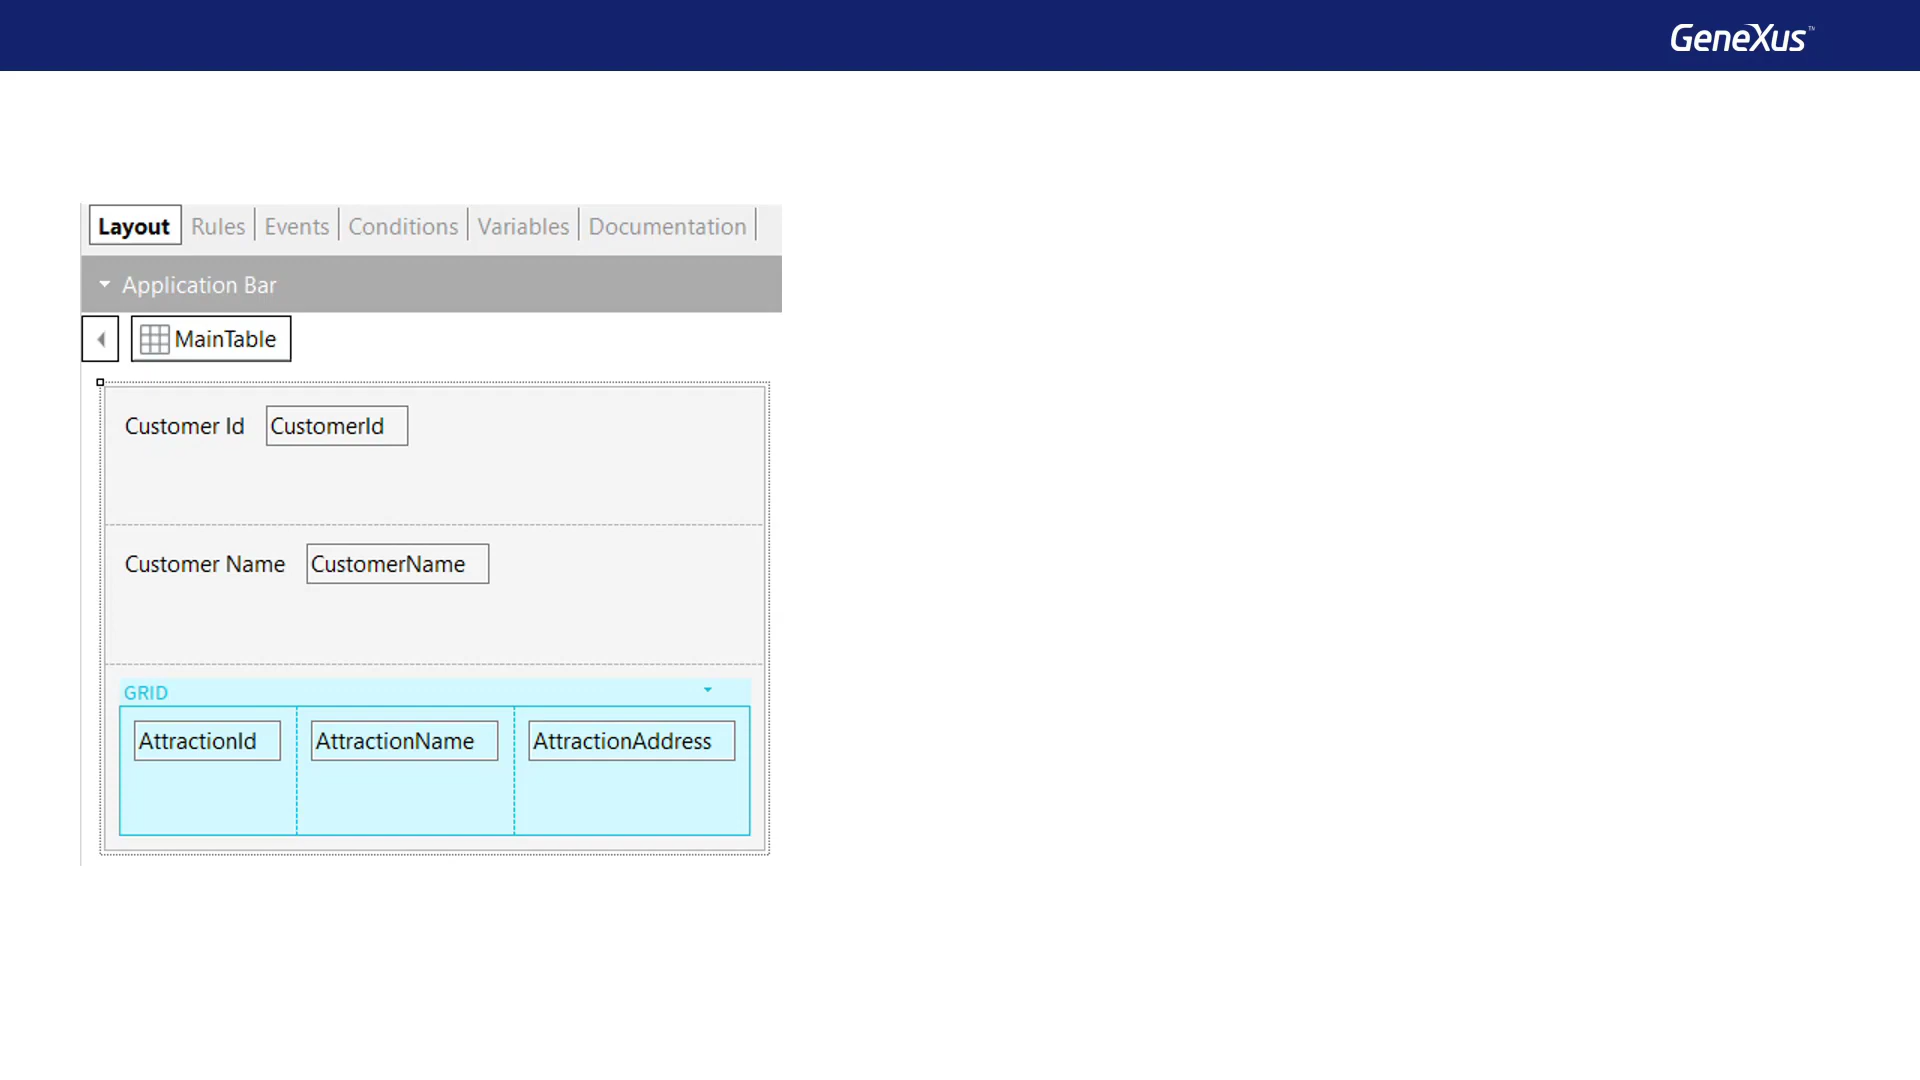 GeneXus™
Layout Rules Events Conditions Variables Documentation
Application Bar
MainTable
Customer Id CustomerId
Customer Name CustomerName
GRID
AttractionId AttractionName AttractionAddress